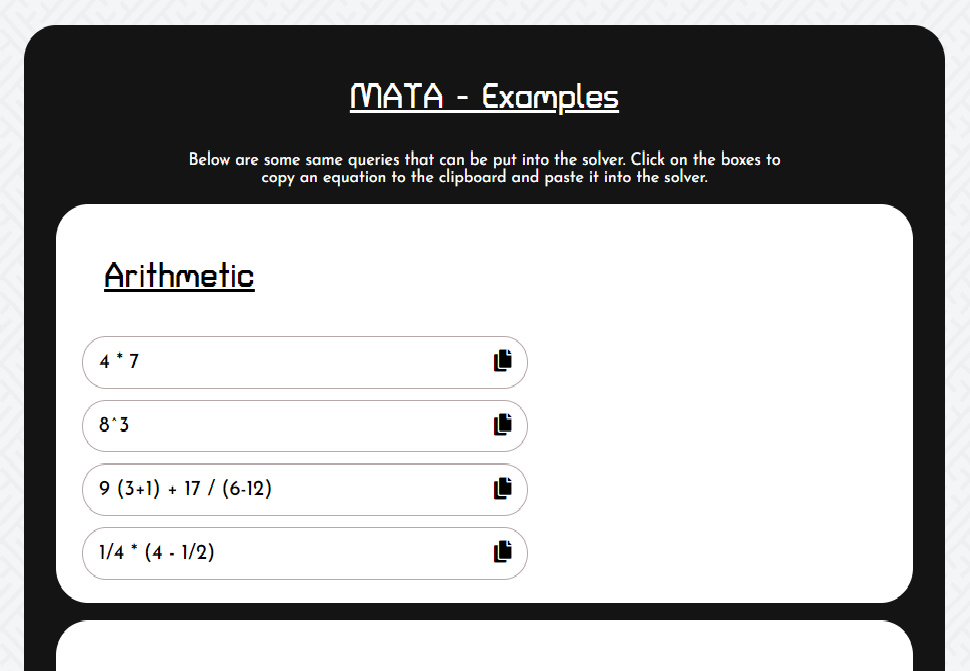 MATA - Examples
Below are some same queries that can be put into the solver. Click on the boxes to
copy an equation to the clipboard and paste it into the solver.
Arithmetic
4 * 7
8^3
9 (3+1) + 17 / (6-12)
1/4 * (4 - 1/2)